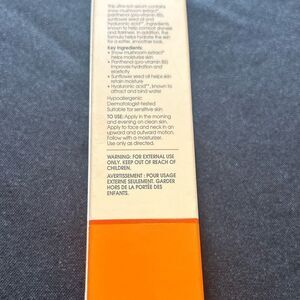 This ultra-rich serum contains
snow mushroom extract*,
panthenol (pro-vitamin B5),
sunflower seed oil and
hyaluronic acid**, ingredients
known to help combat dryness
and flakiness. In addition, the
formula helps hydrate the skin
for a softer, smoother look.
Key Ingredients:
• Snow mushroom extract*
helps moisturize skin
• Panthenol (pro-vitamin B5)
improves hydration and
elasticity
• Sunflower seed oil helps skin
retain moisture
• Hyaluronic acid**, known to
attract and bind water
Hypoallergenic
Dermatologist-tested
Suitable for sensitive skin
TO USE: Apply in the morning
and evening on clean skin.
Apply to face and neck in an
upward and outward motion.
Follow with a moisturizer.
Use only as directed.
WARNING: FOR EXTERNAL USE
ONLY. KEEP OUT OF REACH OF
CHILDREN.
AVERTISSEMENT : POUR USAGE
EXTERNE SEULEMENT. GARDER
HORS DE LA PORTÉE DES
ENFANTS.